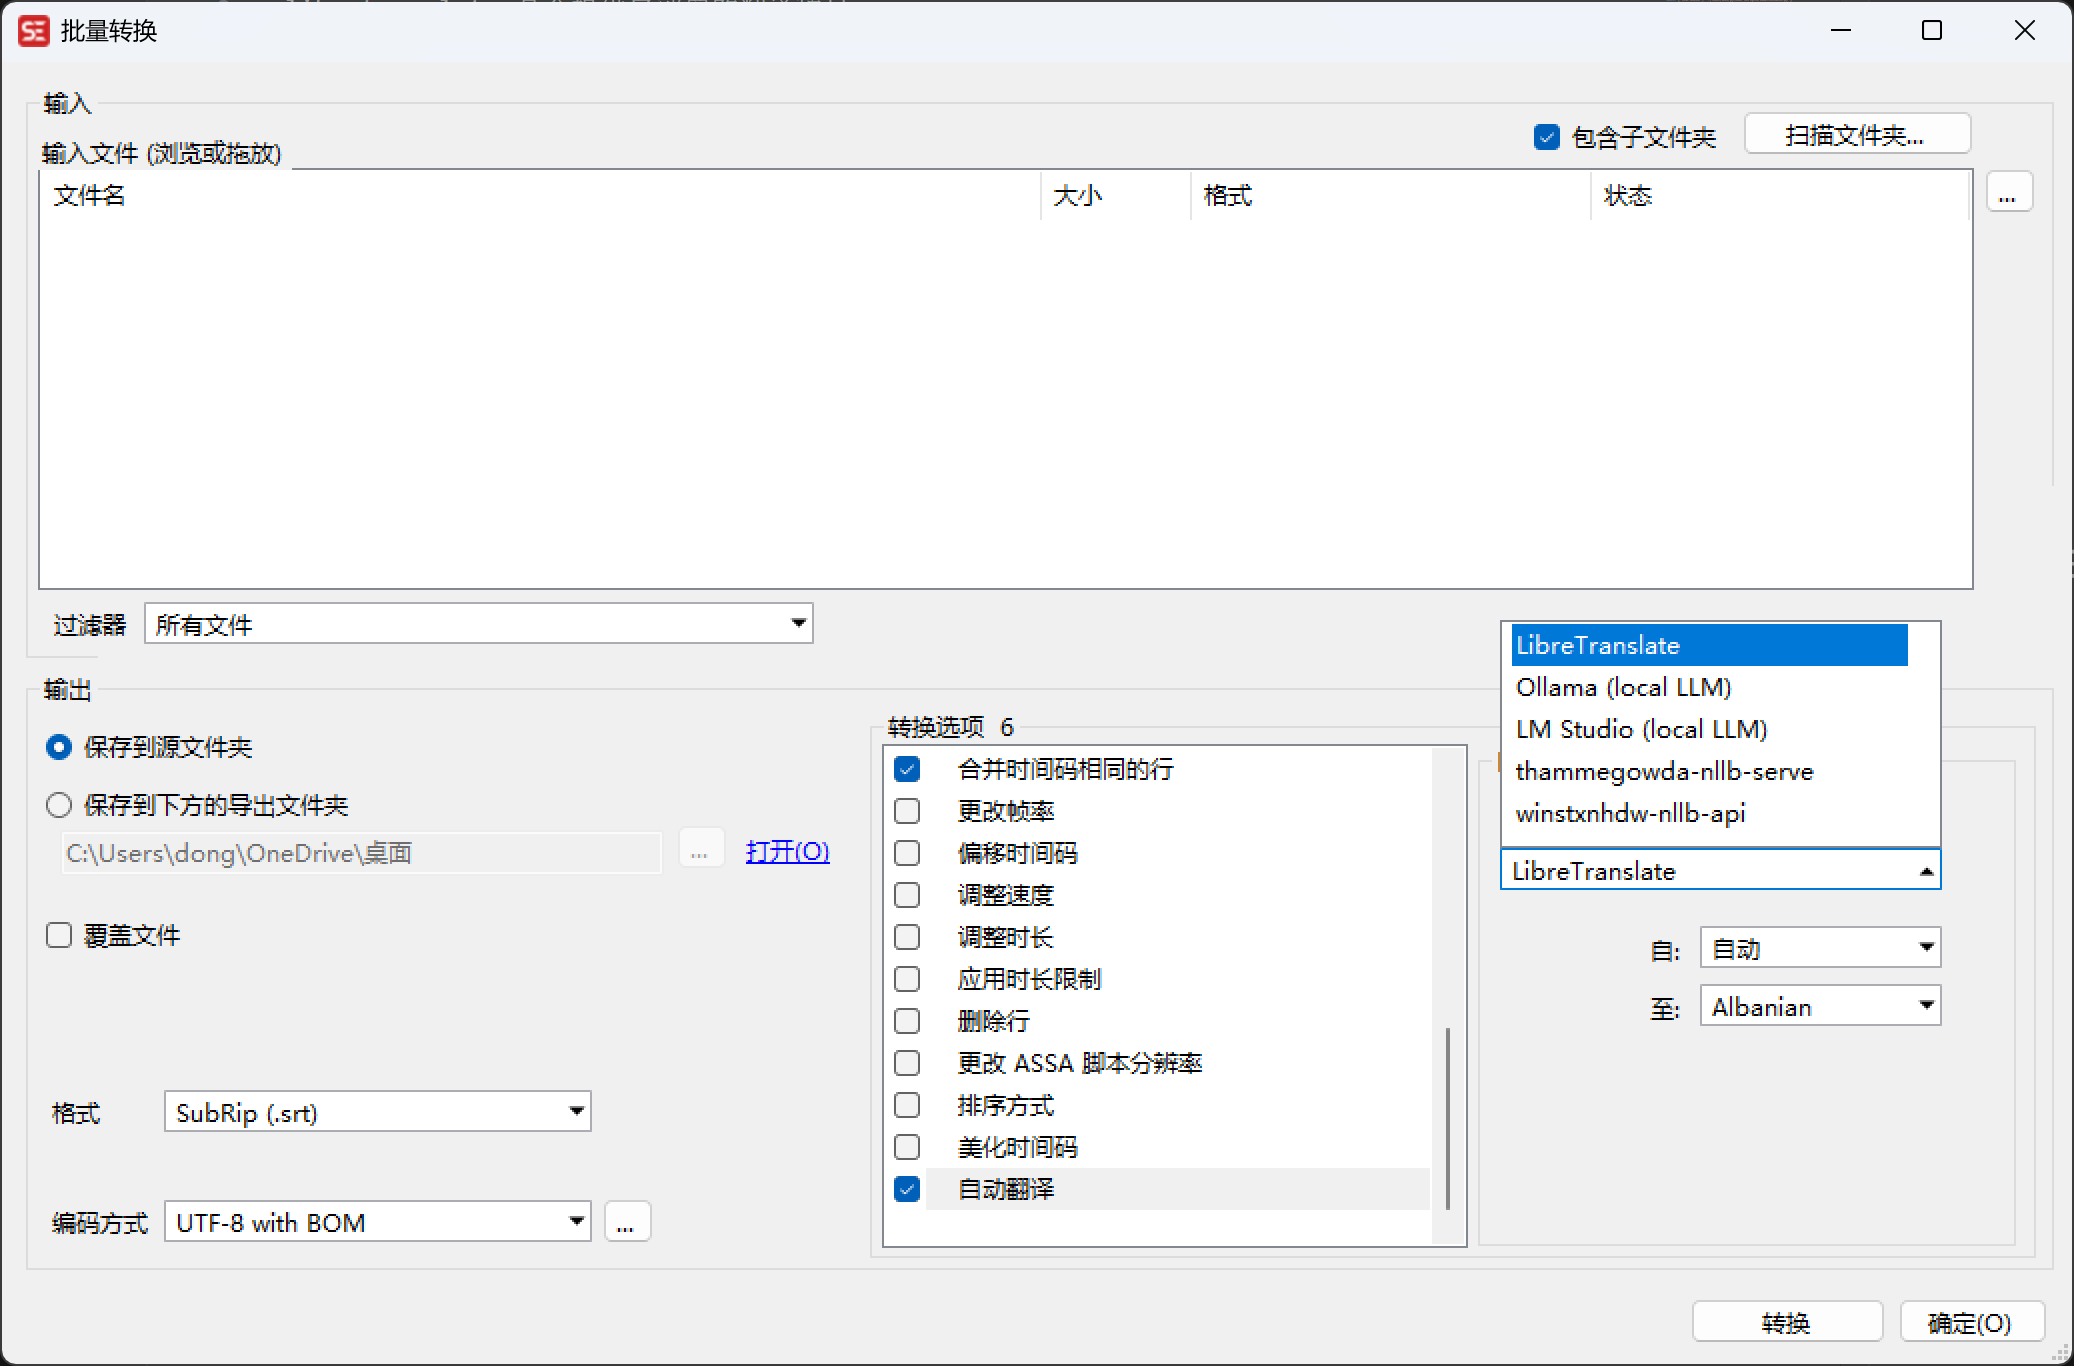 SE 批量转换
输入
输入文件 (浏览或拖放)
包含子文件夹
扫描文件夹...
文件名 大小 格式 状态
...
过滤器 所有文件
输出
保存到源文件夹
保存到下方的导出文件夹
C:\Users\dong\OneDrive\桌面 ... 打开(O)
覆盖文件
格式 SubRip (.srt)
编码方式 UTF-8 with BOM ...
转换选项 6
合并时间码相同的行
更改帧率
偏移时间码
调整速度
调整时长
应用时长限制
删除行
更改 ASSA 脚本分辨率
排序方式
美化时间码
自动翻译
LibreTranslate
Ollama (local LLM)
LM Studio (local LLM)
thammegowda-nllb-serve
winstxnhdw-nllb-api
LibreTranslate
自: 自动
至: Albanian
转换 确定(O)